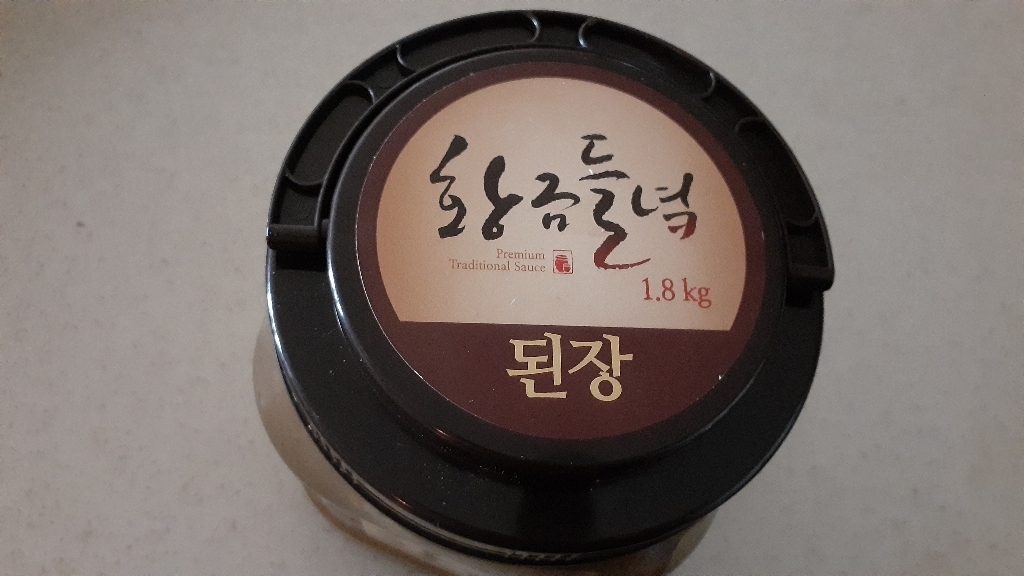 황금들녘
Premium
Traditional Sauce
1.8 kg
된장